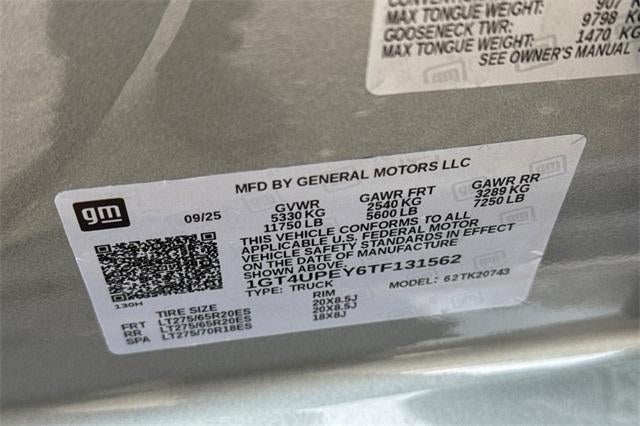 907
MAX TONGUE WEIGHT: 9798 KG
GOOSENECK TWR: 1470 KG
MAX TONGUE WEIGHT:
SEE OWNER'S MANUAL
MFD BY GENERAL MOTORS LLC
gm 09/25
GVWR GAWR FRT GAWR RR
5330 KG 2540 KG 3289 KG
11750 LB 5600 LB 7250 LB
THIS VEHICLE CONFORMS TO ALL
APPLICABLE U.S. FEDERAL MOTOR
VEHICLE SAFETY STANDARDS IN EFFECT
ON THE DATE OF MANUFACTURE
SHOWN ABOVE.
1GT4UPEY6TF131562
TYPE: TRUCK MODEL: 62TK20743
130H
TIRE SIZE RIM
FRT LT275/65R20ES 20X8.5J
RR LT275/65R20ES 20X8.5J
SPA LT275/70R18ES 18X8J